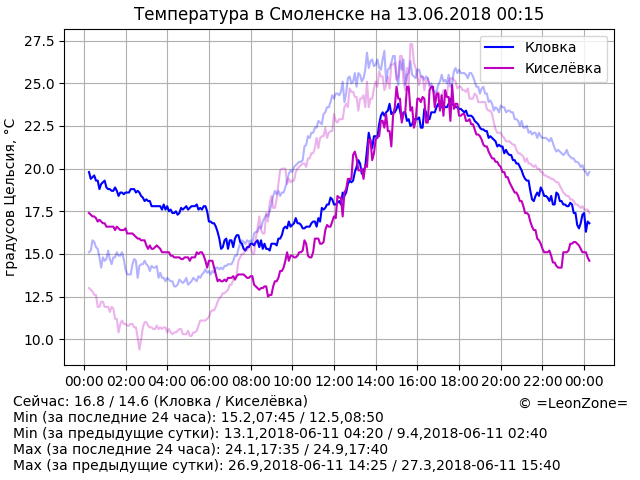 Температура в Смоленске на 13.06.2018 00:15
27.5
25.0
22.5
20.0
17.5
15.0
12.5
10.0
градусов Цельсия, °C
Кловка
Киселёвка
00:00 02:00 04:00 06:00 08:00 10:00 12:00 14:00 16:00 18:00 20:00 22:00 00:00
Сейчас: 16.8 / 14.6 (Кловка / Киселёвка)
© =LeonZone=
Min (за последние 24 часа): 15.2,07:45 / 12.5,08:50
Min (за предыдущие сутки): 13.1,2018-06-11 04:20 / 9.4,2018-06-11 02:40
Max (за последние 24 часа): 24.1,17:35 / 24.9,17:40
Max (за предыдущие сутки): 26.9,2018-06-11 14:25 / 27.3,2018-06-11 15:40